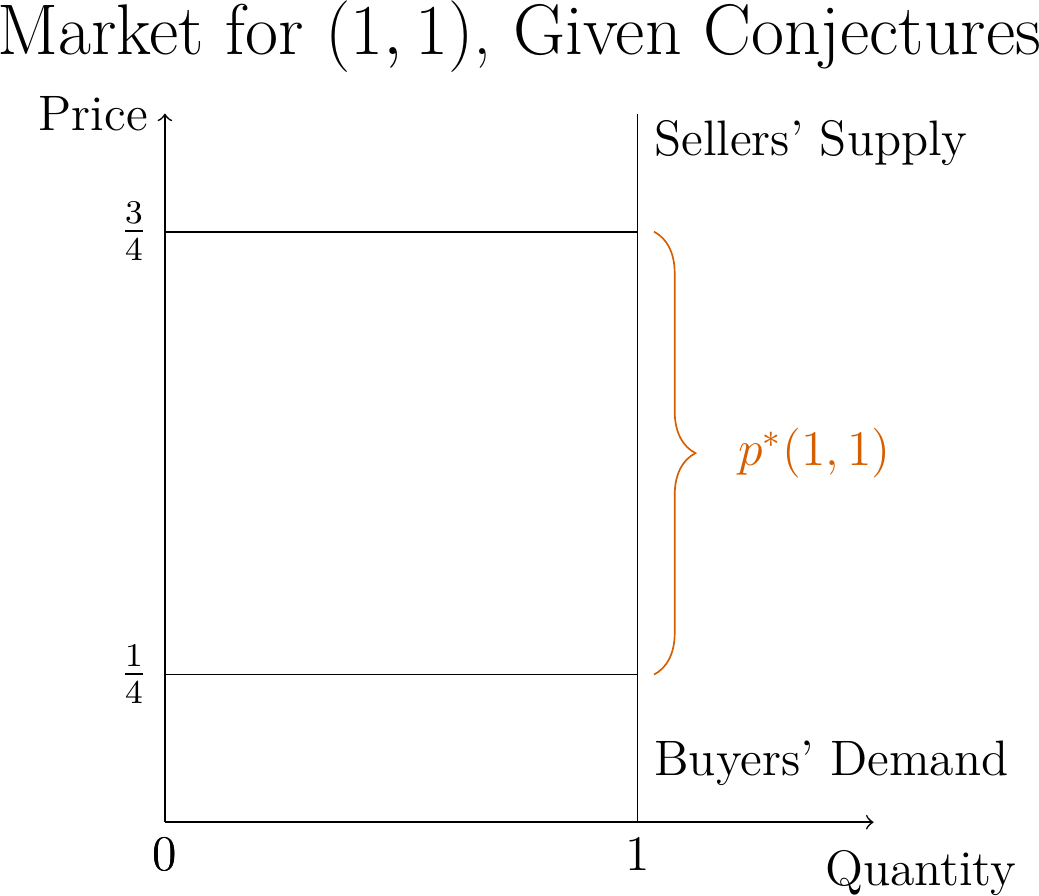 Market for (1, 1), Given Conjectures
Price
Sellers' Supply
3/4
p*(1, 1)
1/4
Buyers' Demand
0
1
Quantity